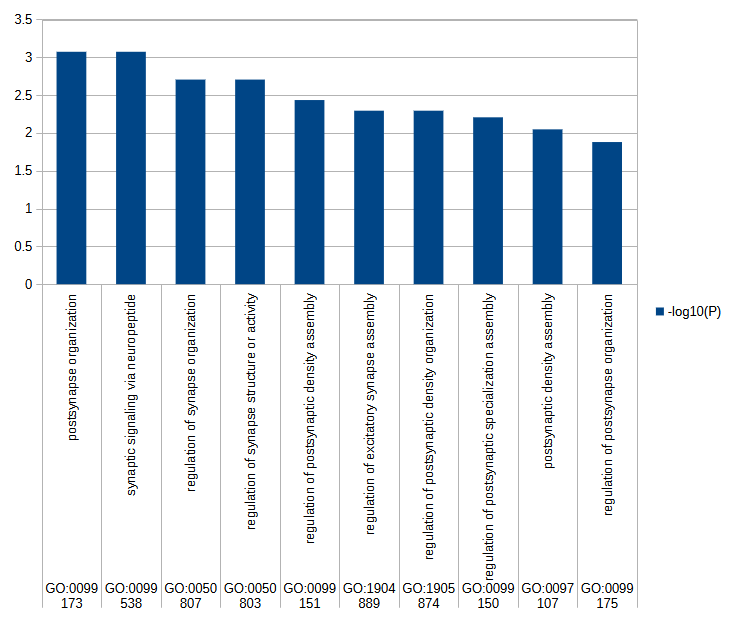 3.5
3
2.5
2
1.5
1
0.5
0
postsynapse organization
synaptic signaling via neuropeptide
regulation of synapse organization
regulation of synapse structure or activity
regulation of postsynaptic density assembly
regulation of excitatory synapse assembly
regulation of postsynaptic density organization
regulation of postsynaptic specialization assembly
postsynaptic density assembly
regulation of postsynapse organization
GO:0099
173
GO:0099
538
GO:0050
807
GO:0050
803
GO:0099
151
GO:1904
889
GO:1905
874
GO:0099
150
GO:0097
107
GO:0099
175
-log10(P)